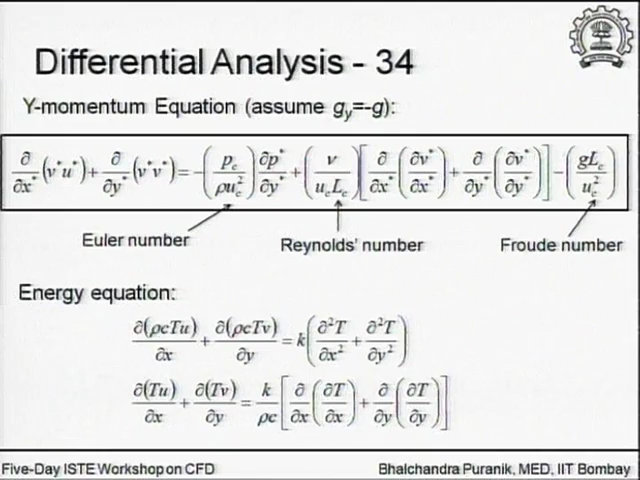 Differential Analysis - 34
Y-momentum Equation (assume g_y=-g):
∂/∂x* (v*u*) + ∂/∂y* (v*v*) = -(p_c/ρu_c²) ∂p*/∂y* + (ν/u_cL_c) [∂/∂x* (∂v*/∂x*) + ∂/∂y* (∂v*/∂y*)] - (gL_c/u_c²)
Euler number Reynolds' number Froude number
Energy equation:
∂(ρcTu)/∂x + ∂(ρcTv)/∂y = k(∂²T/∂x² + ∂²T/∂y²)
∂(Tu)/∂x + ∂(Tv)/∂y = k/ρc [∂/∂x (∂T/∂x) + ∂/∂y (∂T/∂y)]
Five-Day ISTE Workshop on CFD Bhalchandra Puranik, MED, IIT Bombay